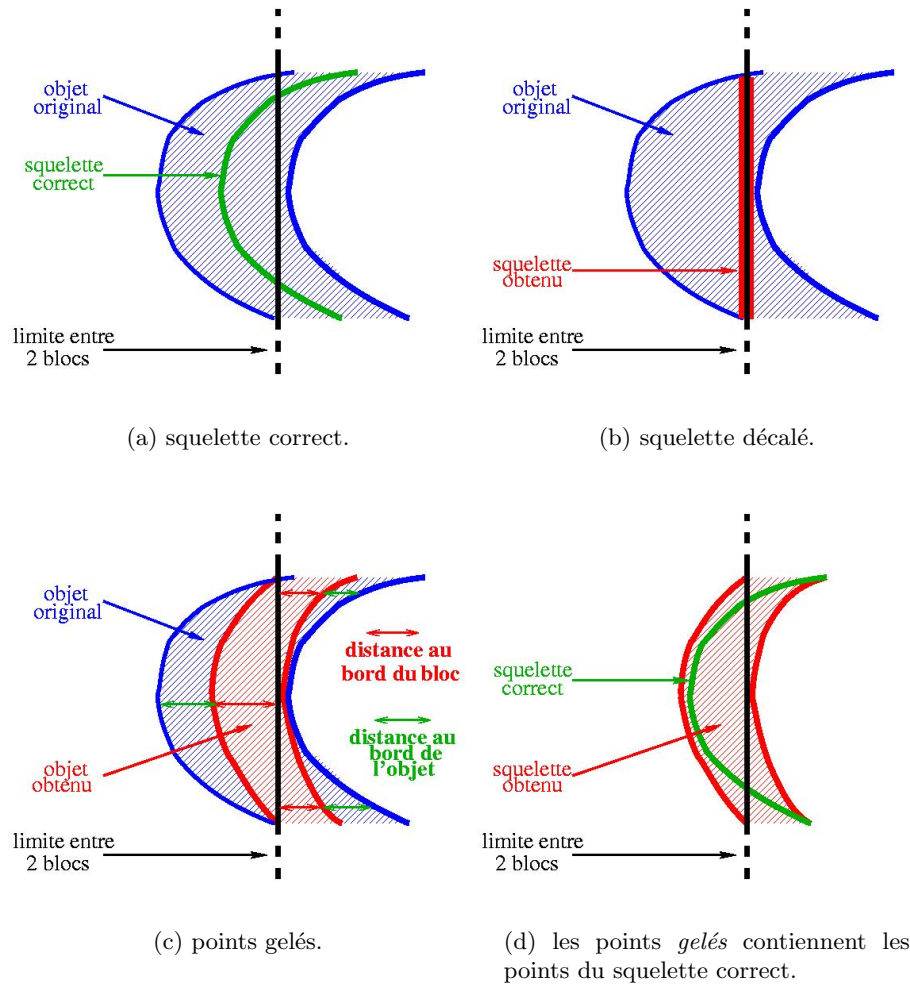 objet
original
squelette
correct
limite entre
2 blocs
(a) squelette correct.
objet
original
squelette
obtenu
limite entre
2 blocs
(b) squelette décalé.
objet
original
distance au
bord du bloc
distance au
bord de
l'objet
objet
obtenu
limite entre
2 blocs
(c) points gelés.
squelette
correct
squelette
obtenu
limite entre
2 blocs
(d) les points gelés contiennent les
points du squelette correct.